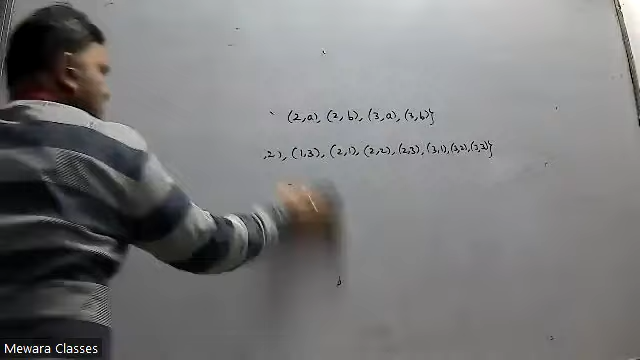 (2,a), (2,b), (3,a), (3,b)}
,2), (1,3), (2,1), (2,2), (2,3), (3,1), (3,2), (3,3)}
Mewara Classes